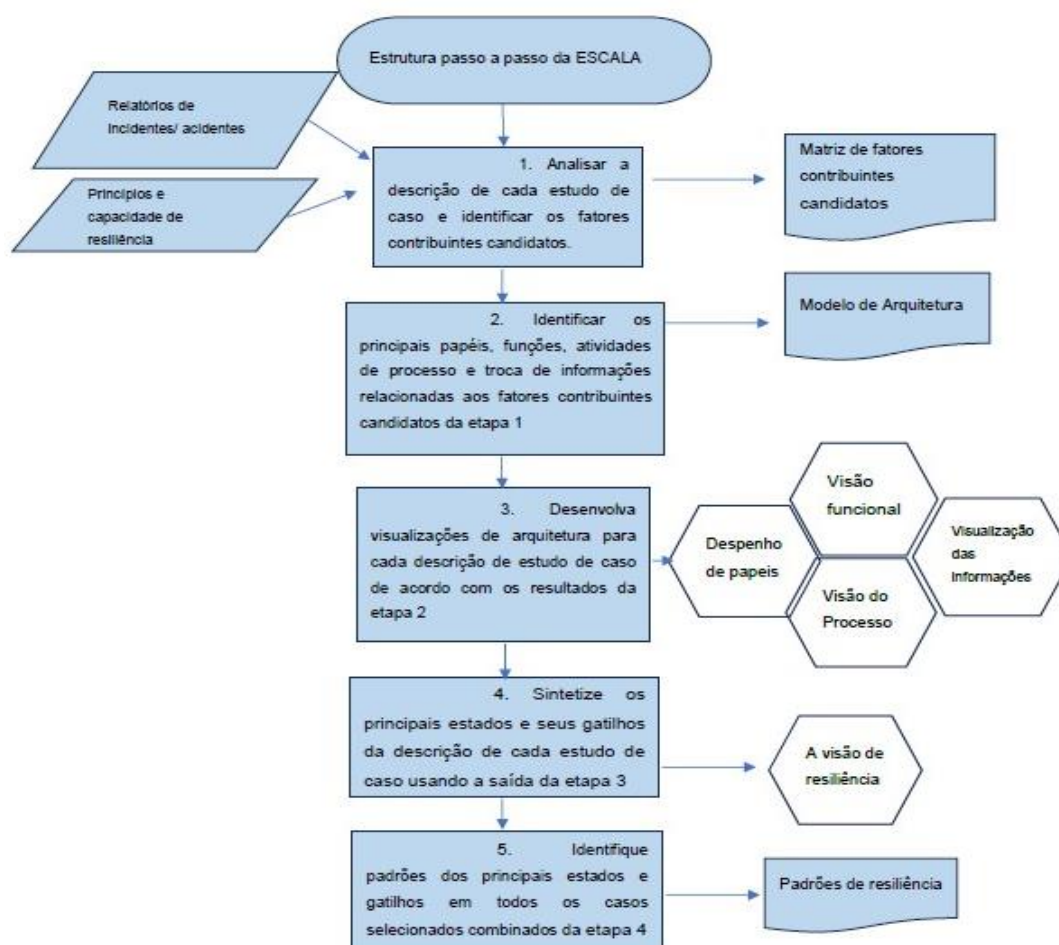 Estrutura passo a passo da ESCALA
Relatórios de
Incidentes/ acidentes
Princípios e
capacidade de
resiliência
1. Analisar a
descrição de cada estudo de
caso e identificar os fatores
contribuintes candidatos.
Matriz de fatores
contribuintes
candidatos
2. Identificar os
principais papéis, funções, atividades
de processo e troca de informações
relacionadas aos fatores contribuintes
candidatos da etapa 1
Modelo de Arquitetura
3. Desenvolva
visualizações de arquitetura para
cada descrição de estudo de caso
de acordo com os resultados da
etapa 2
Despenho
de papeis
Visão
funcional
Visão do
Processo
Visualização
das
Informações
4. Sintetize os
principais estados e seus gatilhos
da descrição de cada estudo de
caso usando a saída da etapa 3
A visão de
resiliência
5. Identifique
padrões dos principais estados e
gatilhos em todos os casos
selecionados combinados da etapa 4
Padrões de resiliência